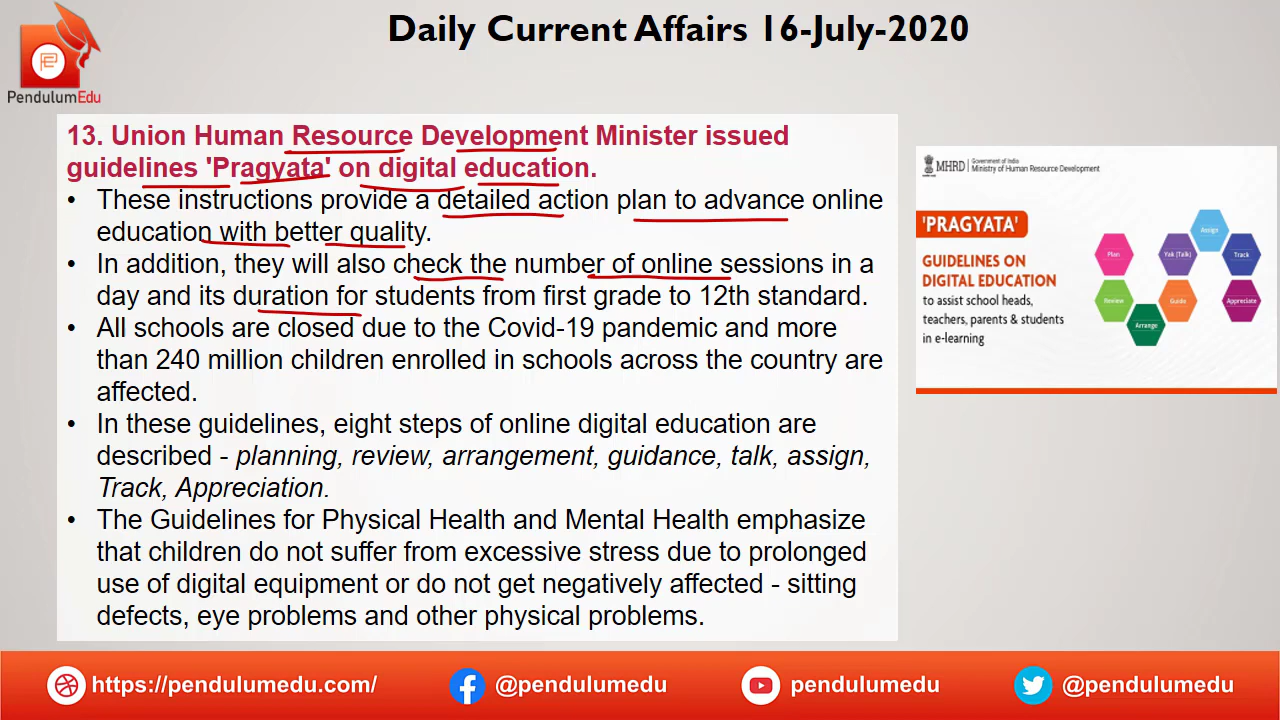 Daily Current Affairs 16-July-2020
PendulumEdu
13. Union Human Resource Development Minister issued
guidelines 'Pragyata' on digital education.
• These instructions provide a detailed action plan to advance online
education with better quality.
• In addition, they will also check the number of online sessions in a
day and its duration for students from first grade to 12th standard.
• All schools are closed due to the Covid-19 pandemic and more
than 240 million children enrolled in schools across the country are
affected.
• In these guidelines, eight steps of online digital education are
described - planning, review, arrangement, guidance, talk, assign,
Track, Appreciation.
• The Guidelines for Physical Health and Mental Health emphasize
that children do not suffer from excessive stress due to prolonged
use of digital equipment or do not get negatively affected - sitting
defects, eye problems and other physical problems.
MHRD
Government of India
Ministry of Human Resource Development
'PRAGYATA'
GUIDELINES ON
DIGITAL EDUCATION
to assist school heads,
teachers, parents & students
in e-learning
Assign
Plan
Yak (Talk)
Track
Review
Guide
Appreciate
Arrange
https://pendulumedu.com/
@pendulumedu
pendulumedu
@pendulumedu